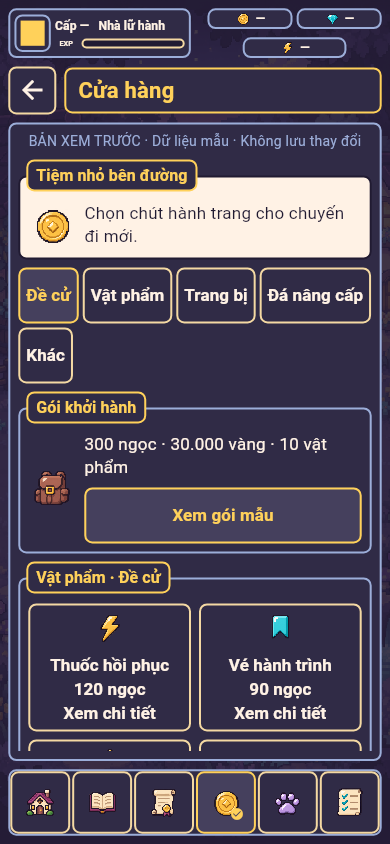 Cấp — Nhà lữ hành
EXP
—
—
—
Cửa hàng
BẢN XEM TRƯỚC · Dữ liệu mẫu · Không lưu thay đổi
Tiệm nhỏ bên đường
Chọn chút hành trang cho chuyến
đi mới.
Đề cử
Vật phẩm
Trang bị
Đá nâng cấp
Khác
Gói khởi hành
300 ngọc · 30.000 vàng · 10 vật
phẩm
Xem gói mẫu
Vật phẩm · Đề cử
Thuốc hồi phục
120 ngọc
Xem chi tiết
Vé hành trình
90 ngọc
Xem chi tiết